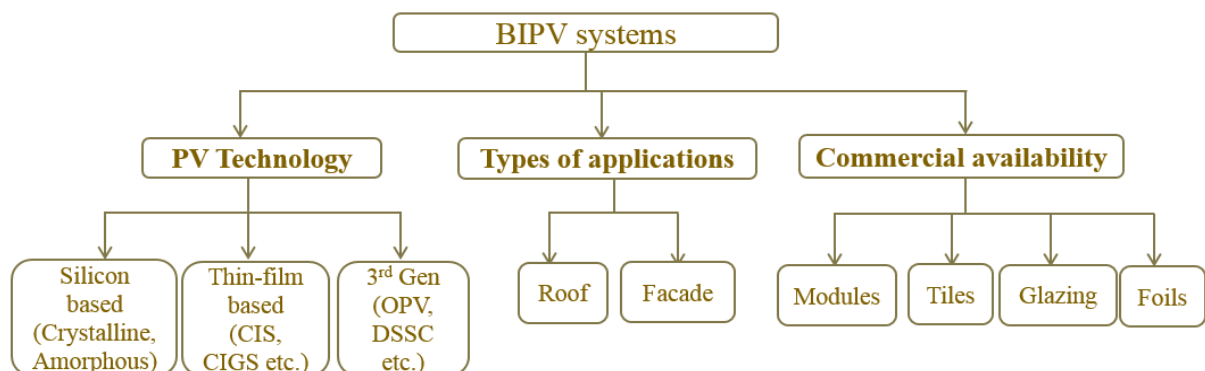 BIPV systems
PV Technology
Types of applications
Commercial availability
Silicon
based
(Crystalline,
Amorphous)
Thin-film
based
(CIS,
CIGS etc.)
3rd Gen
(OPV,
DSSC
etc.)
Roof
Facade
Modules
Tiles
Glazing
Foils